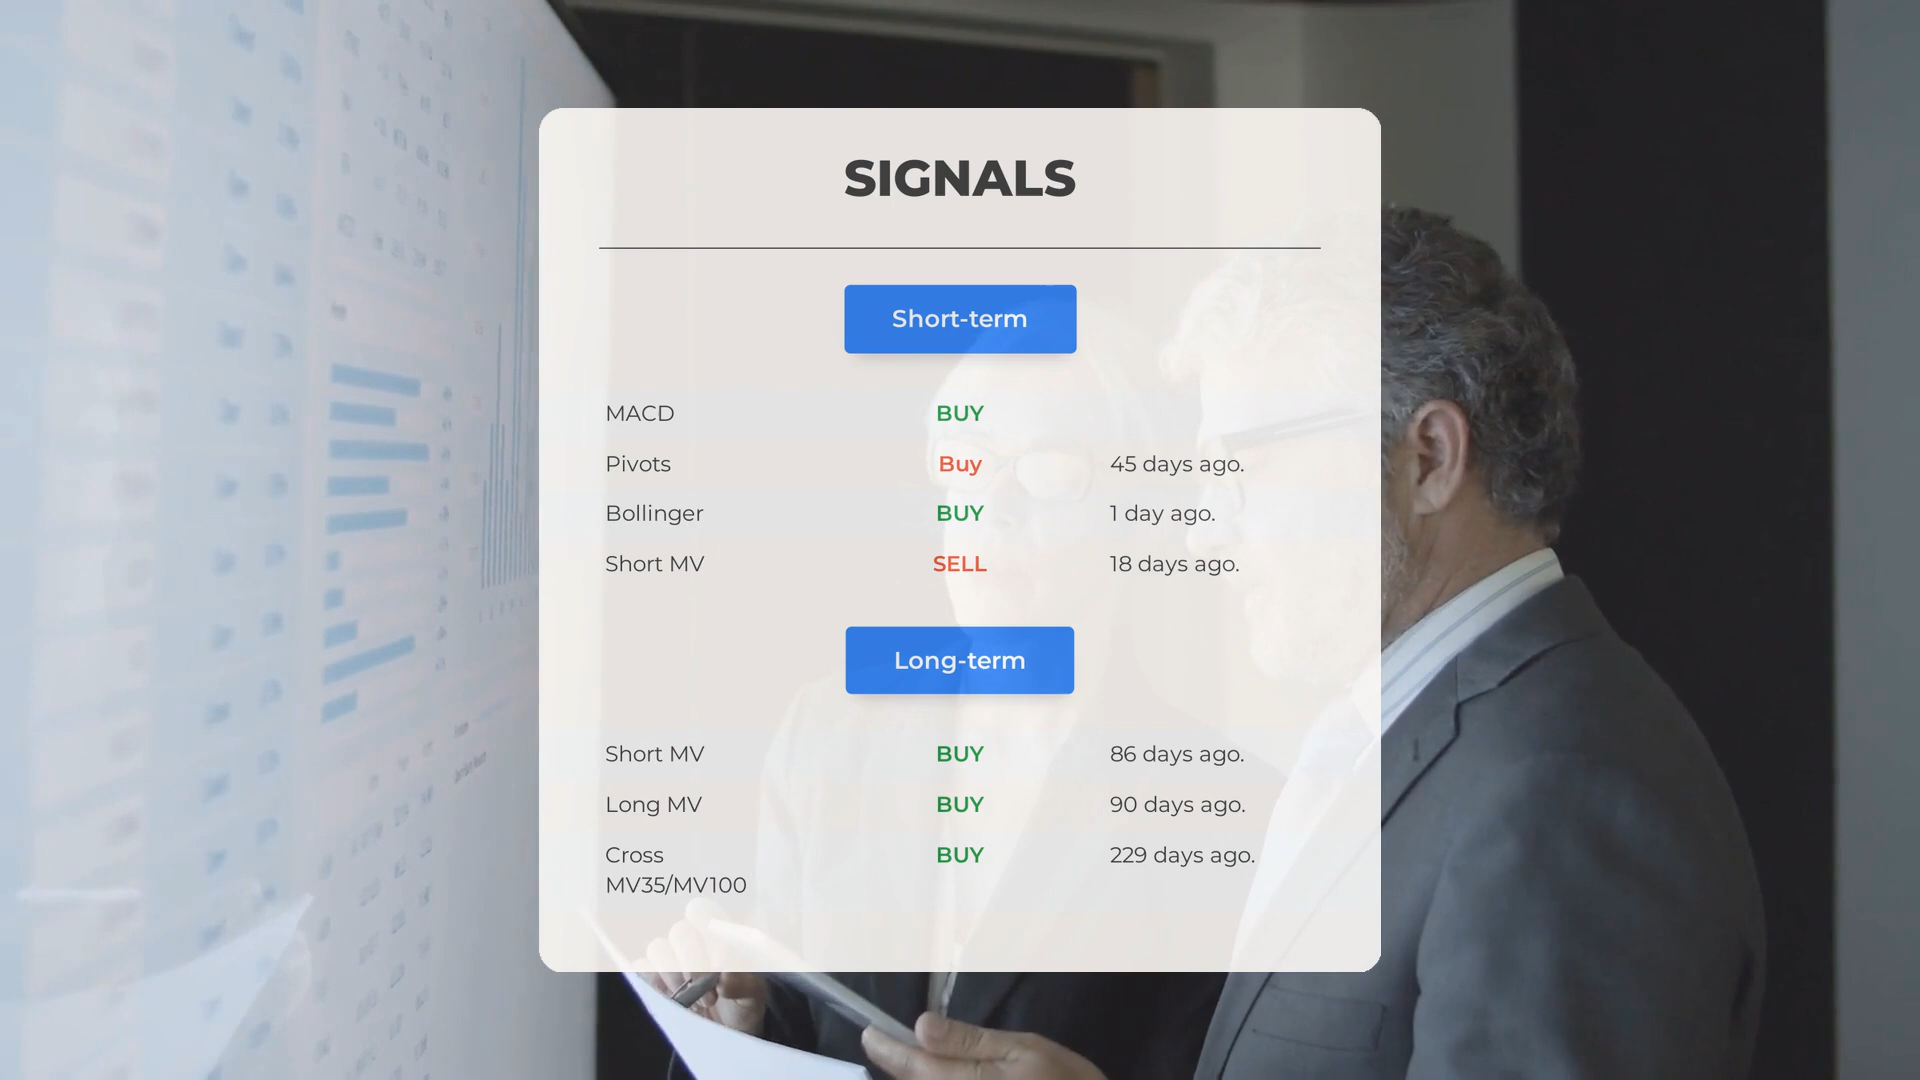 SIGNALS
Short-term
MACD BUY
Pivots Buy 45 days ago.
Bollinger BUY 1 day ago.
Short MV SELL 18 days ago.
Long-term
Short MV BUY 86 days ago.
Long MV BUY 90 days ago.
Cross BUY 229 days ago.
MV35/MV100